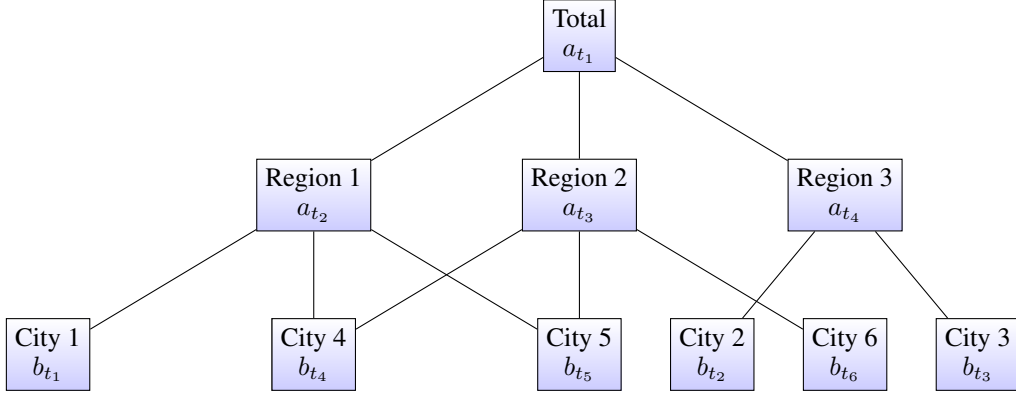 Total
a_{t_1}
Region 1
a_{t_2}
Region 2
a_{t_3}
Region 3
a_{t_4}
City 1
b_{t_1}
City 4
b_{t_4}
City 5
b_{t_5}
City 2
b_{t_2}
City 6
b_{t_6}
City 3
b_{t_3}